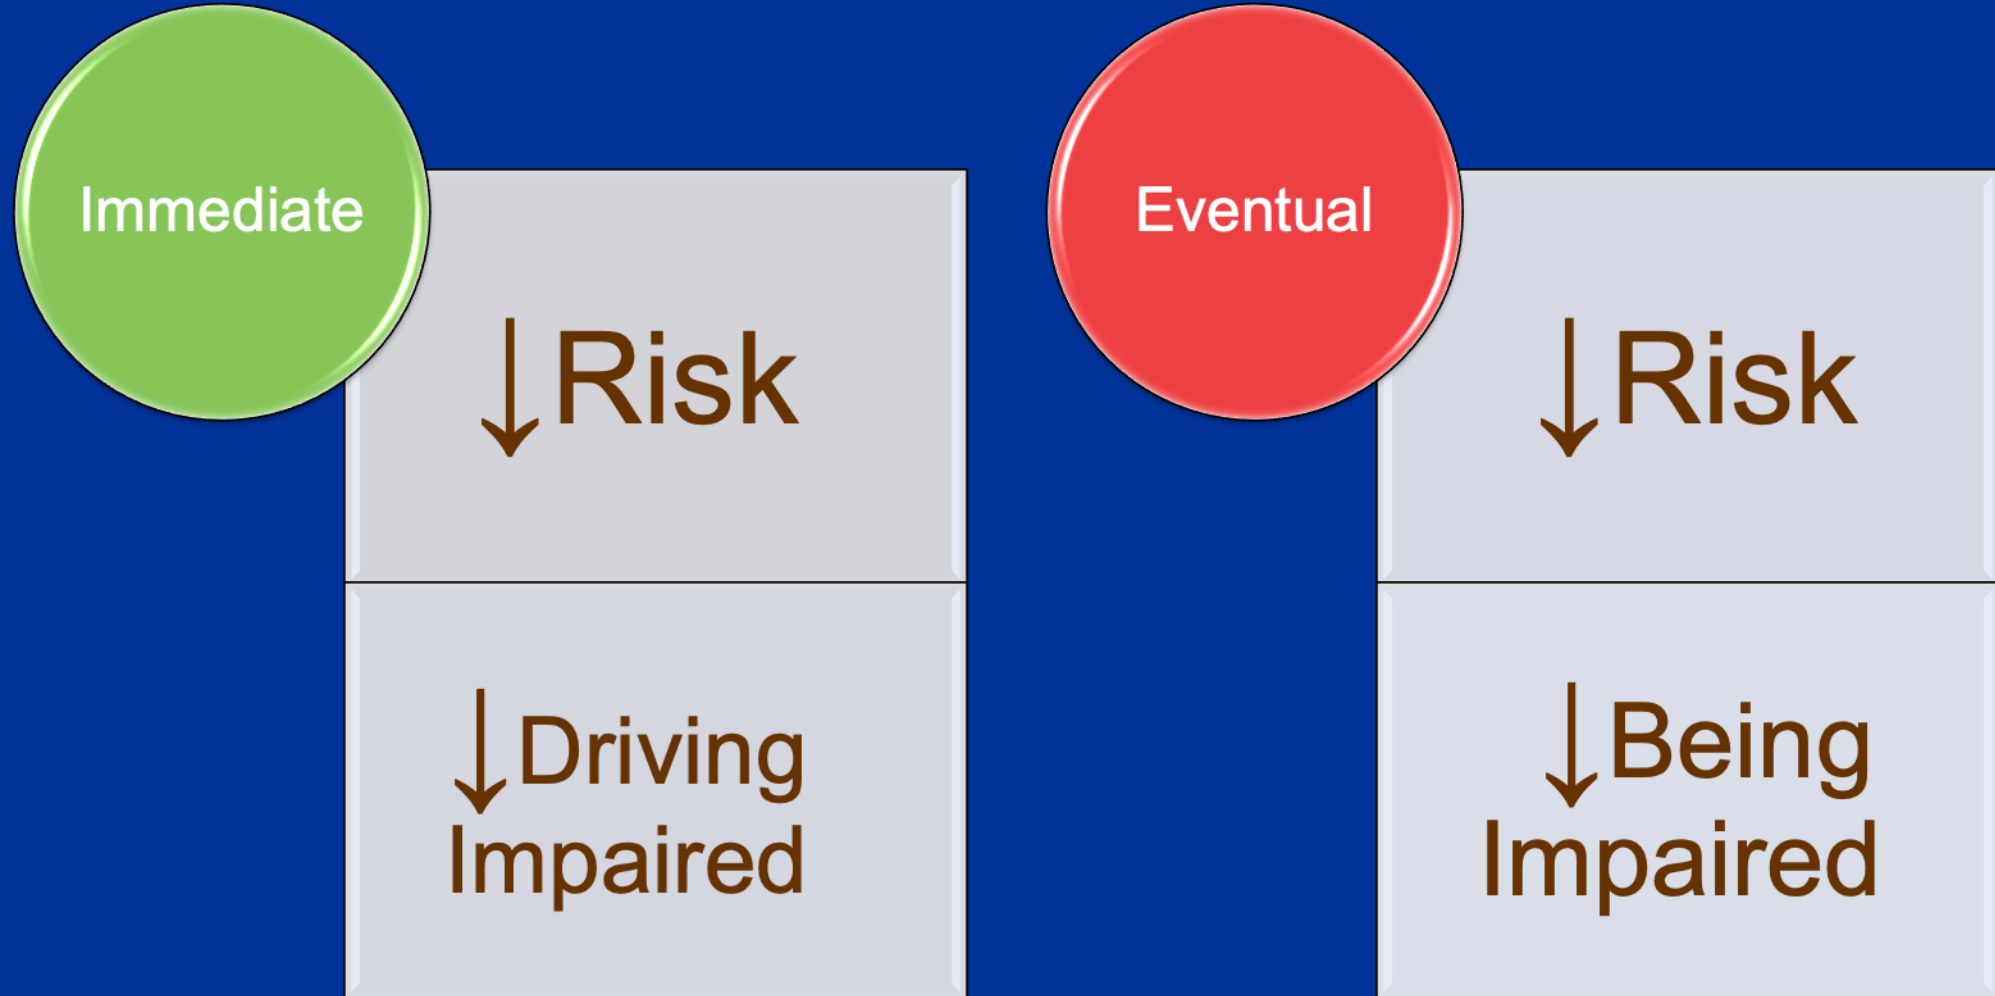 Immediate
↓Risk
↓Driving
Impaired
Eventual
↓Risk
↓Being
Impaired